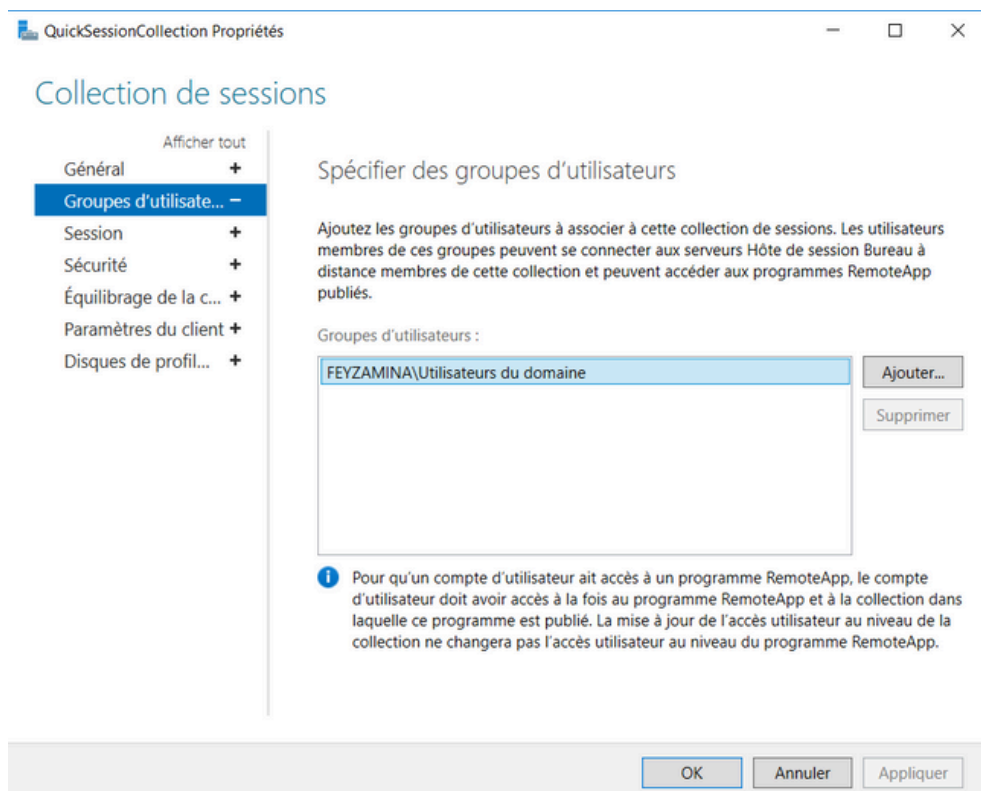 QuickSessionCollection Propriétés
Collection de sessions
Afficher tout
Général
Groupes d'utilisate...
Session
Sécurité
Équilibrage de la c...
Paramètres du client
Disques de profil...
Spécifier des groupes d'utilisateurs
Ajoutez les groupes d'utilisateurs à associer à cette collection de sessions. Les utilisateurs
membres de ces groupes peuvent se connecter aux serveurs Hôte de session Bureau à
distance membres de cette collection et peuvent accéder aux programmes RemoteApp
publiés.
Groupes d'utilisateurs :
FEYZAMINA\Utilisateurs du domaine
Ajouter...
Supprimer
Pour qu'un compte d'utilisateur ait accès à un programme RemoteApp, le compte
d'utilisateur doit avoir accès à la fois au programme RemoteApp et à la collection dans
laquelle ce programme est publié. La mise à jour de l'accès utilisateur au niveau de la
collection ne changera pas l'accès utilisateur au niveau du programme RemoteApp.
OK
Annuler
Appliquer